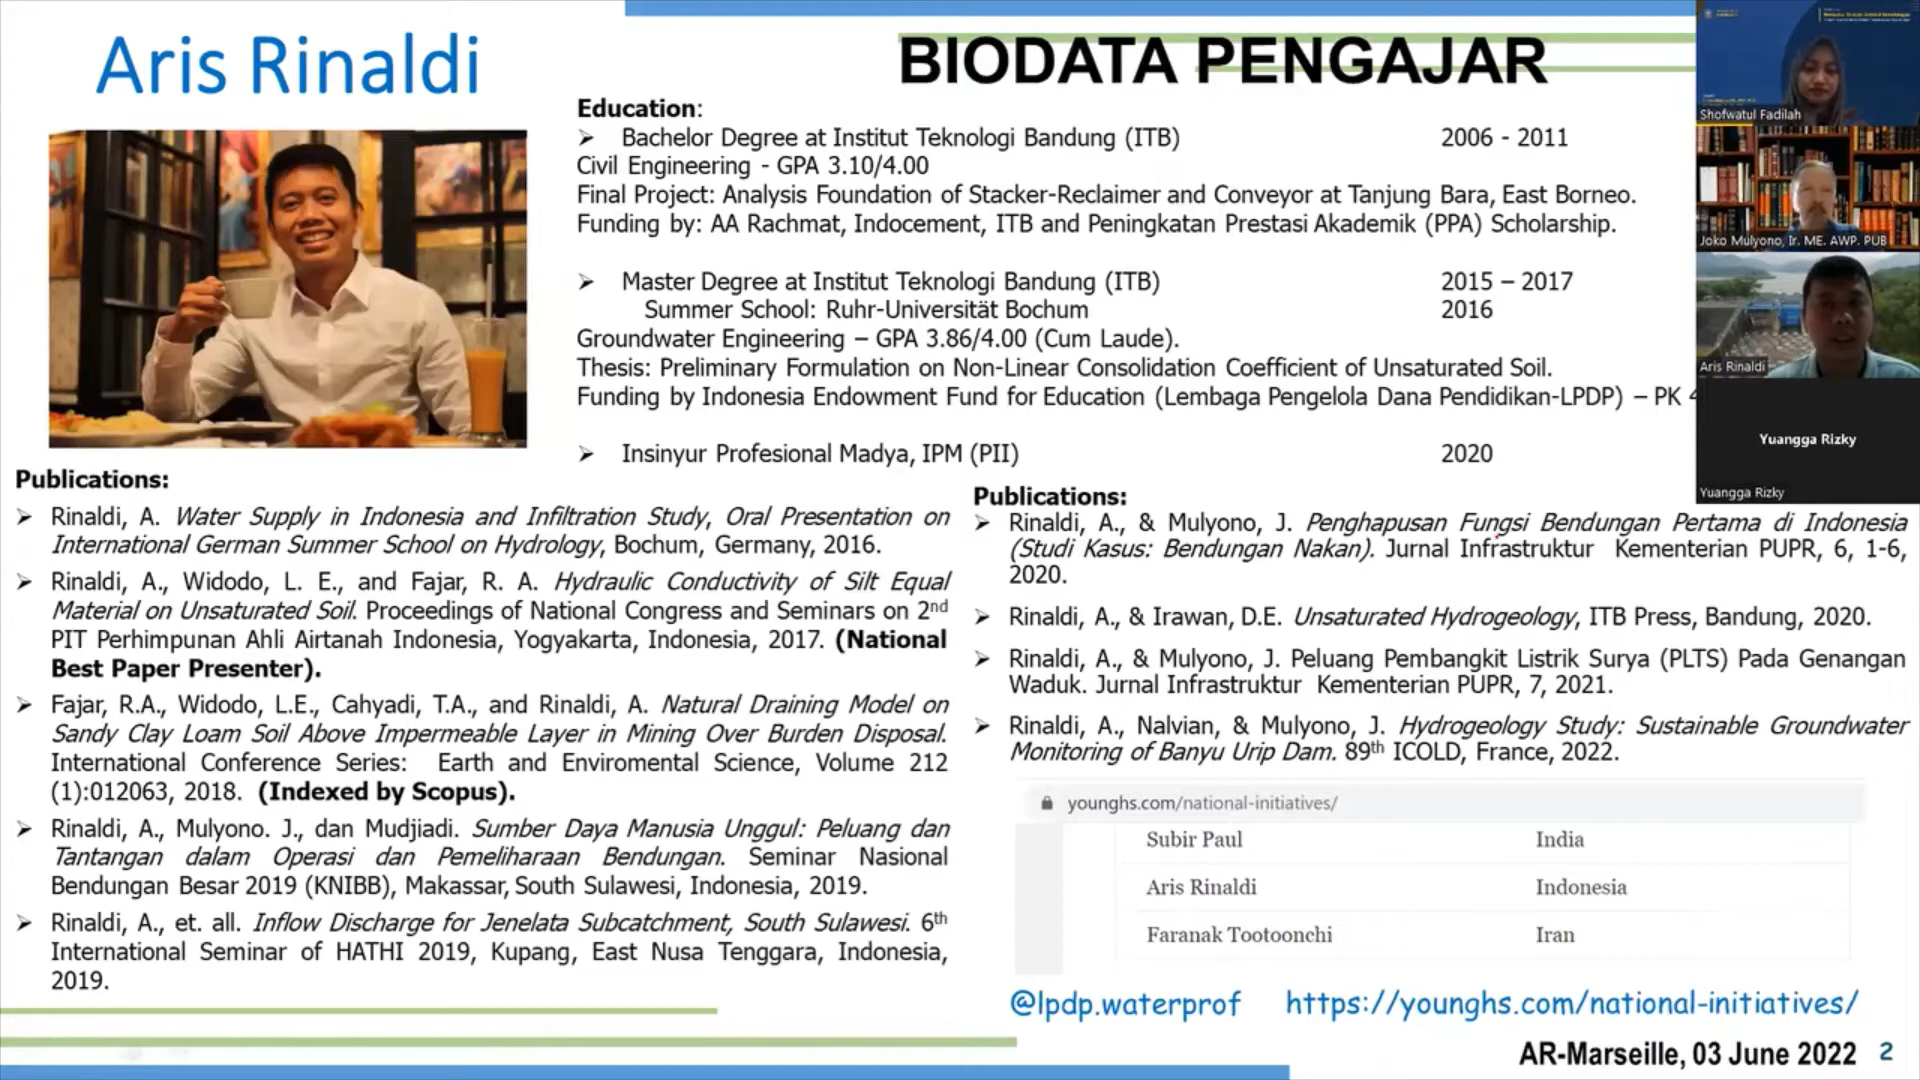 Aris Rinaldi
BIODATA PENGAJAR
Education:
➢ Bachelor Degree at Institut Teknologi Bandung (ITB) 2006 - 2011
Civil Engineering - GPA 3.10/4.00
Final Project: Analysis Foundation of Stacker-Reclaimer and Conveyor at Tanjung Bara, East Borneo.
Funding by: AA Rachmat, Indocement, ITB and Peningkatan Prestasi Akademik (PPA) Scholarship.
➢ Master Degree at Institut Teknologi Bandung (ITB) 2015 – 2017
Summer School: Ruhr-Universität Bochum 2016
Groundwater Engineering – GPA 3.86/4.00 (Cum Laude).
Thesis: Preliminary Formulation on Non-Linear Consolidation Coefficient of Unsaturated Soil.
Funding by Indonesia Endowment Fund for Education (Lembaga Pengelola Dana Pendidikan-LPDP) – PK
➢ Insinyur Profesional Madya, IPM (PII) 2020
Publications:
➢ Rinaldi, A. Water Supply in Indonesia and Infiltration Study, Oral Presentation on
International German Summer School on Hydrology, Bochum, Germany, 2016.
➢ Rinaldi, A., Widodo, L. E., and Fajar, R. A. Hydraulic Conductivity of Silt Equal
Material on Unsaturated Soil. Proceedings of National Congress and Seminars on 2nd
PIT Perhimpunan Ahli Airtanah Indonesia, Yogyakarta, Indonesia, 2017. (National
Best Paper Presenter).
➢ Fajar, R.A., Widodo, L.E., Cahyadi, T.A., and Rinaldi, A. Natural Draining Model on
Sandy Clay Loam Soil Above Impermeable Layer in Mining Over Burden Disposal.
International Conference Series: Earth and Enviromental Science, Volume 212
(1):012063, 2018. (Indexed by Scopus).
➢ Rinaldi, A., Mulyono. J., dan Mudjiadi. Sumber Daya Manusia Unggul: Peluang dan
Tantangan dalam Operasi dan Pemeliharaan Bendungan. Seminar Nasional
Bendungan Besar 2019 (KNIBB), Makassar, South Sulawesi, Indonesia, 2019.
➢ Rinaldi, A., et. all. Inflow Discharge for Jenelata Subcatchment, South Sulawesi. 6th
International Seminar of HATHI 2019, Kupang, East Nusa Tenggara, Indonesia,
2019.
Publications:
➢ Rinaldi, A., & Mulyono, J. Penghapusan Fungsi Bendungan Pertama di Indonesia
(Studi Kasus: Bendungan Nakan). Jurnal Infrastruktur Kementerian PUPR, 6, 1-6,
2020.
➢ Rinaldi, A., & Irawan, D.E. Unsaturated Hydrogeology, ITB Press, Bandung, 2020.
➢ Rinaldi, A., & Mulyono, J. Peluang Pembangkit Listrik Surya (PLTS) Pada Genangan
Waduk. Jurnal Infrastruktur Kementerian PUPR, 7, 2021.
➢ Rinaldi, A., Nalvian, & Mulyono, J. Hydrogeology Study: Sustainable Groundwater
Monitoring of Banyu Urip Dam. 89th ICOLD, France, 2022.
younghs.com/national-initiatives/
Subir Paul India
Aris Rinaldi Indonesia
Faranak Tootoonchi Iran
@lpdp.waterprof https://younghs.com/national-initiatives/
AR-Marseille, 03 June 2022 2
Shofwatul Fadilah
Joko Mulyono, Ir. ME. AWP. PUB
Aris Rinaldi
Yuangga Rizky
Yuangga Rizky